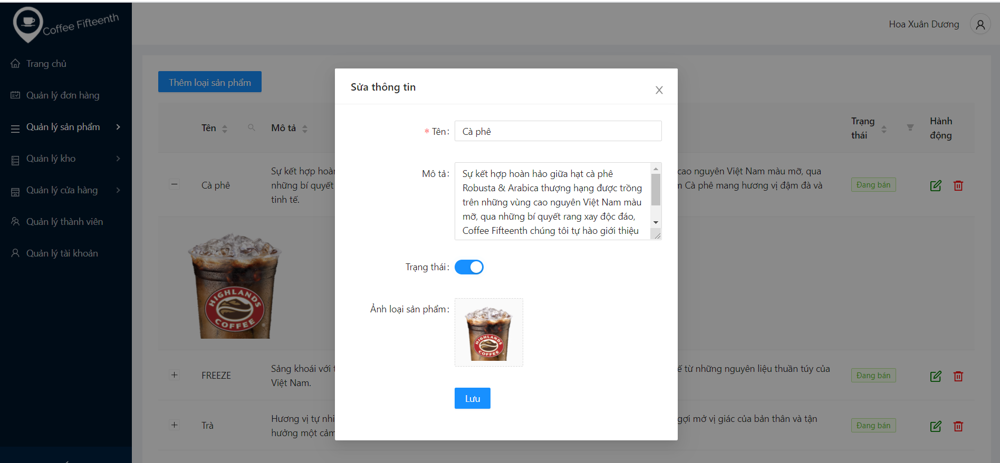 Coffee Fifteenth
Hoa Xuân Dương
Trang chủ
Quản lý đơn hàng
Quản lý sản phẩm
Quản lý kho
Quản lý cửa hàng
Quản lý thành viên
Quản lý tài khoản
Thêm loại sản phẩm
Tên
Mô tả
Trạng
thái
Hành
động
Cà phê
Sự kết hợp hoàn
những bí quyết
tinh tế.
cao nguyên Việt Nam màu mỡ, qua
Cà phê mang hương vị đậm đà và
Đang bán
HIGHLANDS
COFFEE
FREEZE
Sảng khoái với
Việt Nam.
từ những nguyên liệu thuần túy của
Đang bán
Trà
Hương vị tự nhi
hưởng một cảm
gợi mở vị giác của bản thân và tận
Đang bán
Sửa thông tin
* Tên:
Cà phê
Mô tả:
Sự kết hợp hoàn hảo giữa hạt cà phê
Robusta & Arabica thượng hạng được trồng
trên những vùng cao nguyên Việt Nam màu
mỡ, qua những bí quyết rang xay độc đáo,
Coffee Fifteenth chúng tôi tự hào giới thiệu
Trạng thái:
Ảnh loại sản phẩm:
HIGHLANDS
COFFEE
Lưu